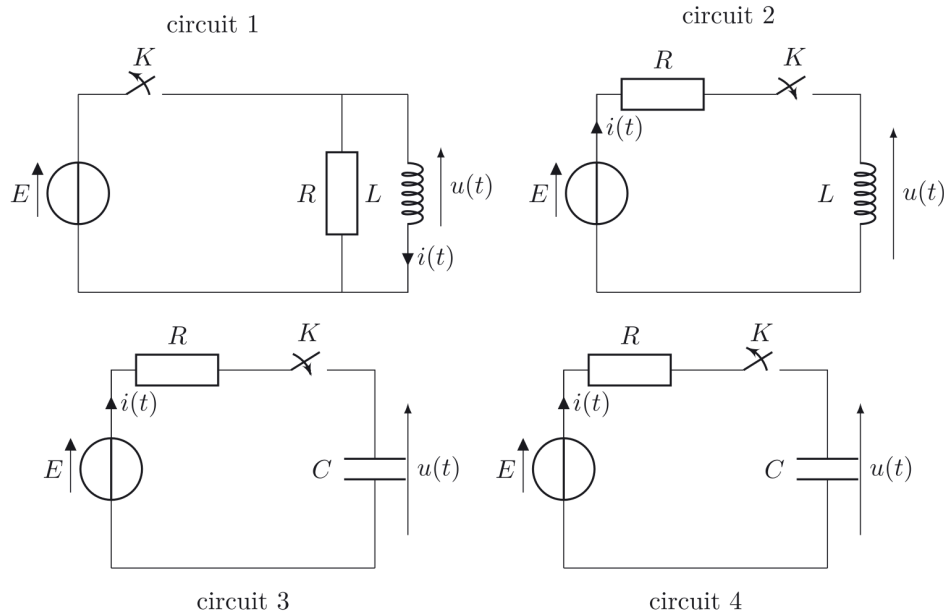 circuit 1
K
E
R
L
u(t)
i(t)
circuit 2
R
K
i(t)
E
L
u(t)
R
K
i(t)
E
C
u(t)
circuit 3
R
K
i(t)
E
C
u(t)
circuit 4